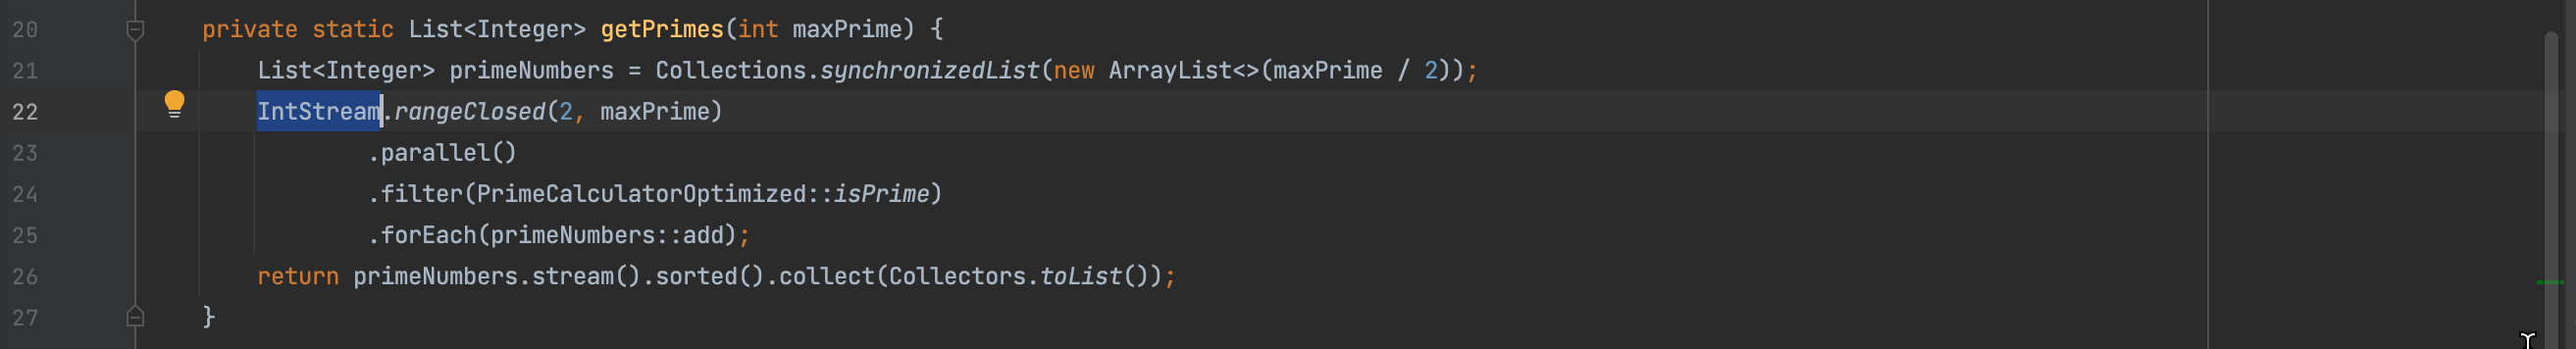 20 private static List<Integer> getPrimes(int maxPrime) {
21 List<Integer> primeNumbers = Collections.synchronizedList(new ArrayList<>(maxPrime / 2));
22 IntStream.rangeClosed(2, maxPrime)
23 .parallel()
24 .filter(PrimeCalculatorOptimized::isPrime)
25 .forEach(primeNumbers::add);
26 return primeNumbers.stream().sorted().collect(Collectors.toList());
27 }